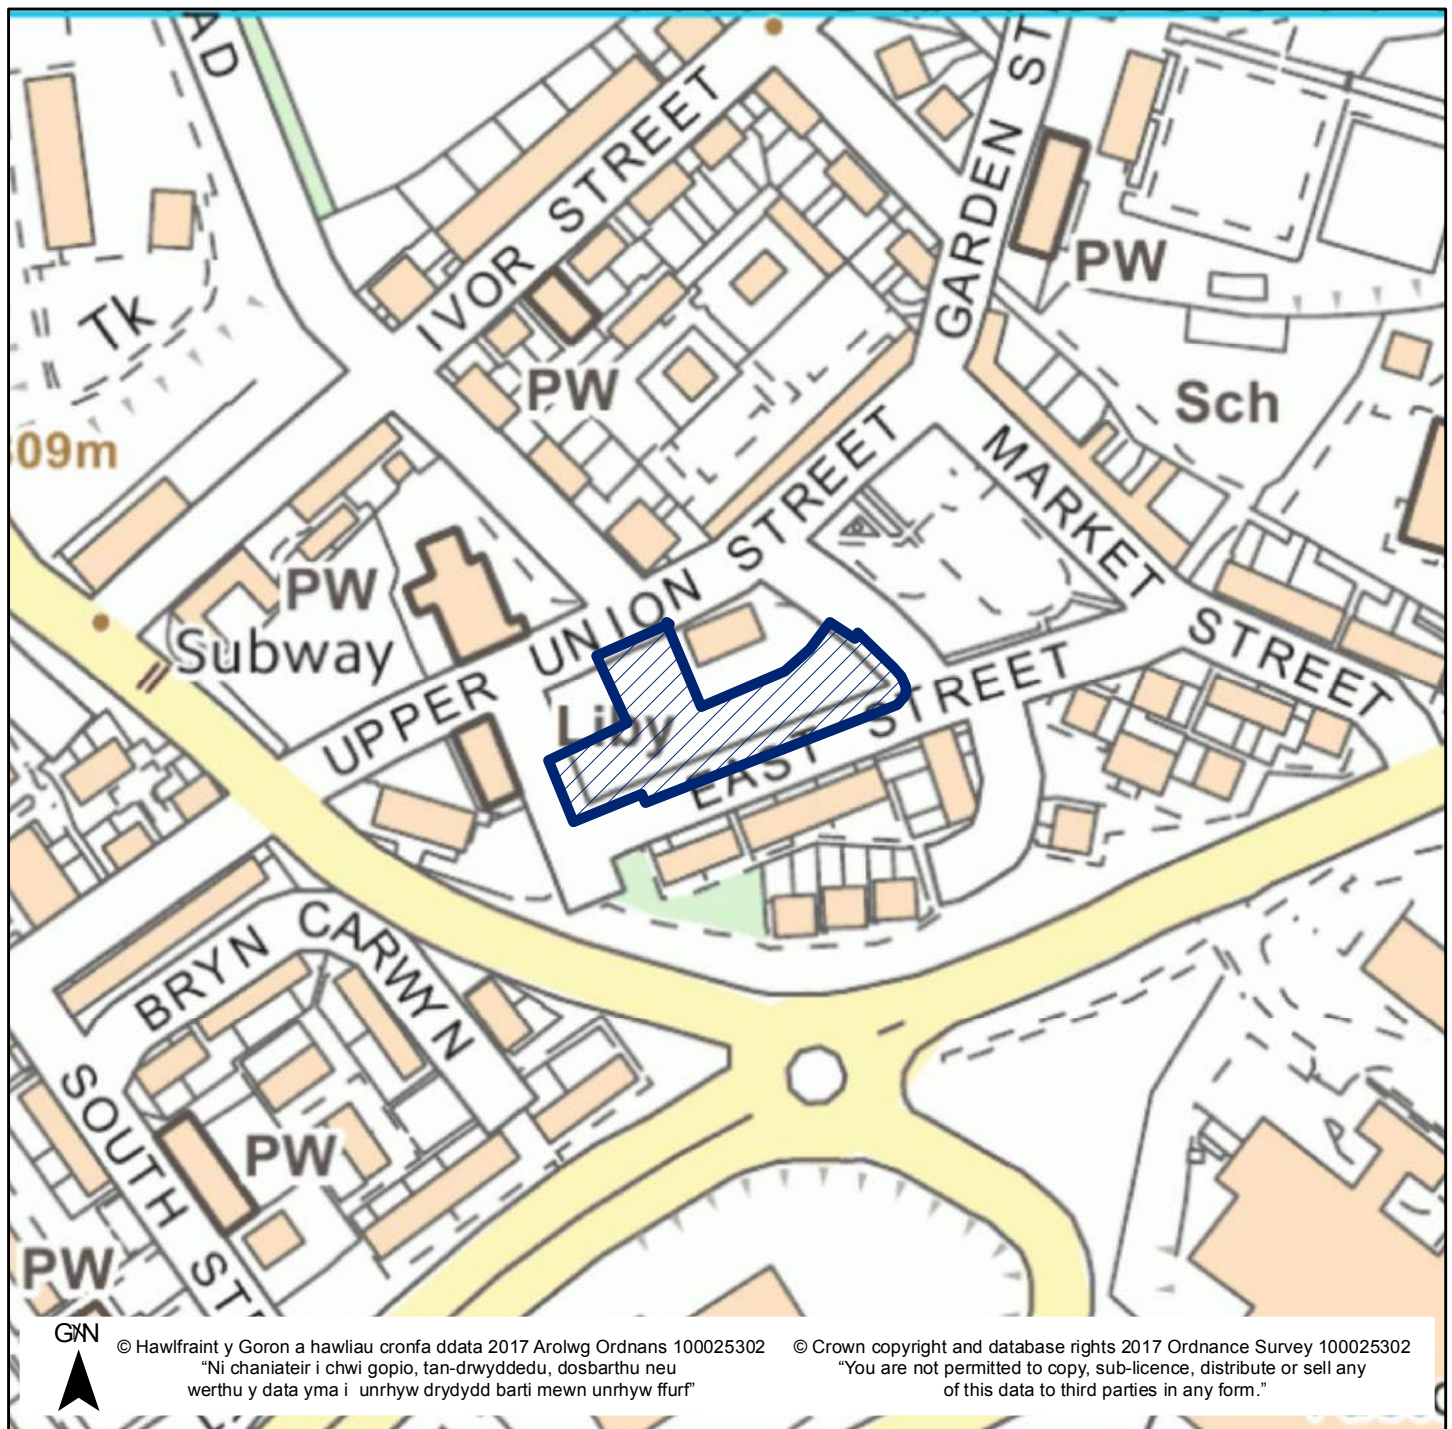 AD
GARDEN ST
IVOR STREET
PW
Tk
PW
Sch
09m
MARKET STREET
PW
Subway
UPPER UNION STREET
Liby
EAST STREET
BRYN CARWYN
SOUTH STR
PW
PW
G/N
© Hawlfraint y Goron a hawliau cronfa ddata 2017 Arolwg Ordnans 100025302
“Ni chaniateir i chwi gopio, tan-drwyddedu, dosbarthu neu
werthu y data yma i unrhyw drydydd barti mewn unrhyw ffurf”
© Crown copyright and database rights 2017 Ordnance Survey 100025302
“You are not permitted to copy, sub-licence, distribute or sell any
of this data to third parties in any form.”